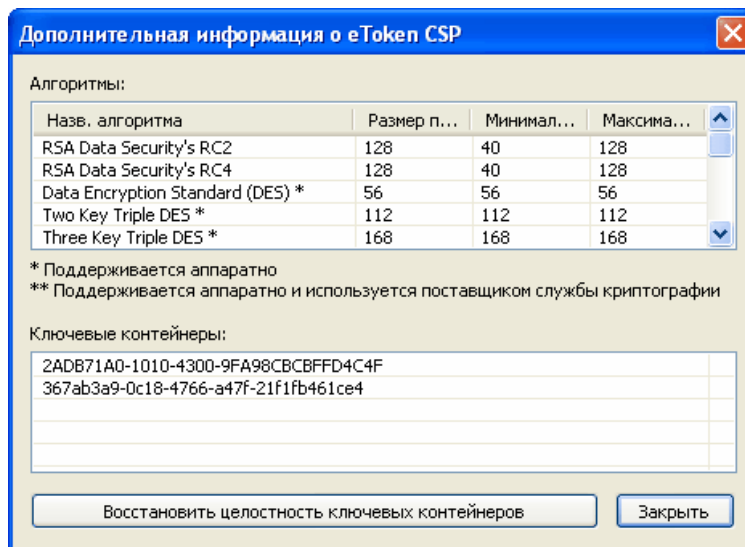 Дополнительная информация о eToken CSP
Алгоритмы:
Назв. алгоритма Размер п... Минимал... Максима...
RSA Data Security's RC2 128 40 128
RSA Data Security's RC4 128 40 128
Data Encryption Standard (DES) * 56 56 56
Two Key Triple DES * 112 112 112
Three Key Triple DES * 168 168 168
* Поддерживается аппаратно
** Поддерживается аппаратно и используется поставщиком службы криптографии
Ключевые контейнеры:
2ADB71A0-1010-4300-9FA98CBCBFFD4C4F
367ab3a9-0c18-4766-a47f-21f1fb461ce4
Восстановить целостность ключевых контейнеров Закрыть